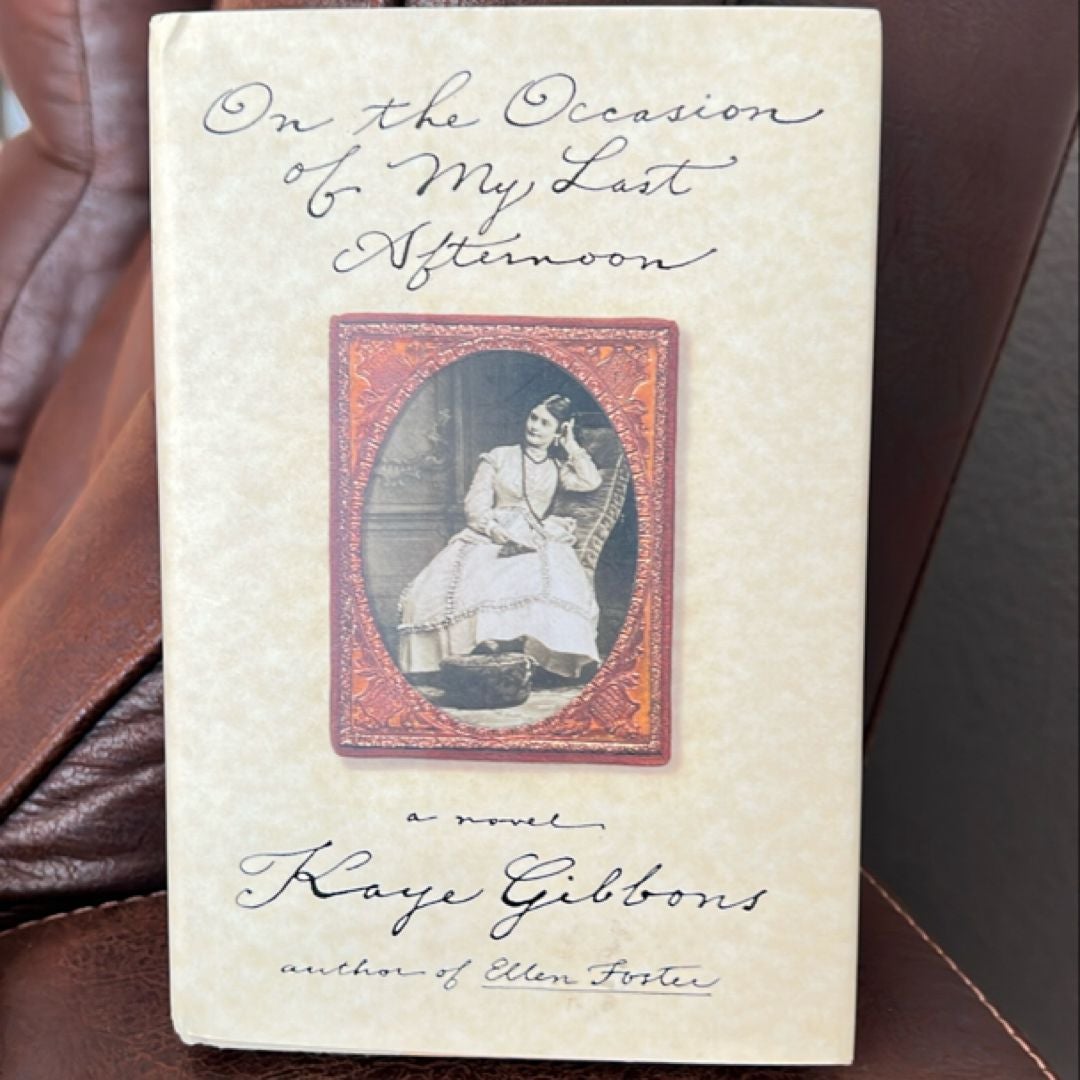 On the Occasion
of My Last
Afternoon
a novel
Kaye Gibbons
author of Ellen Foster